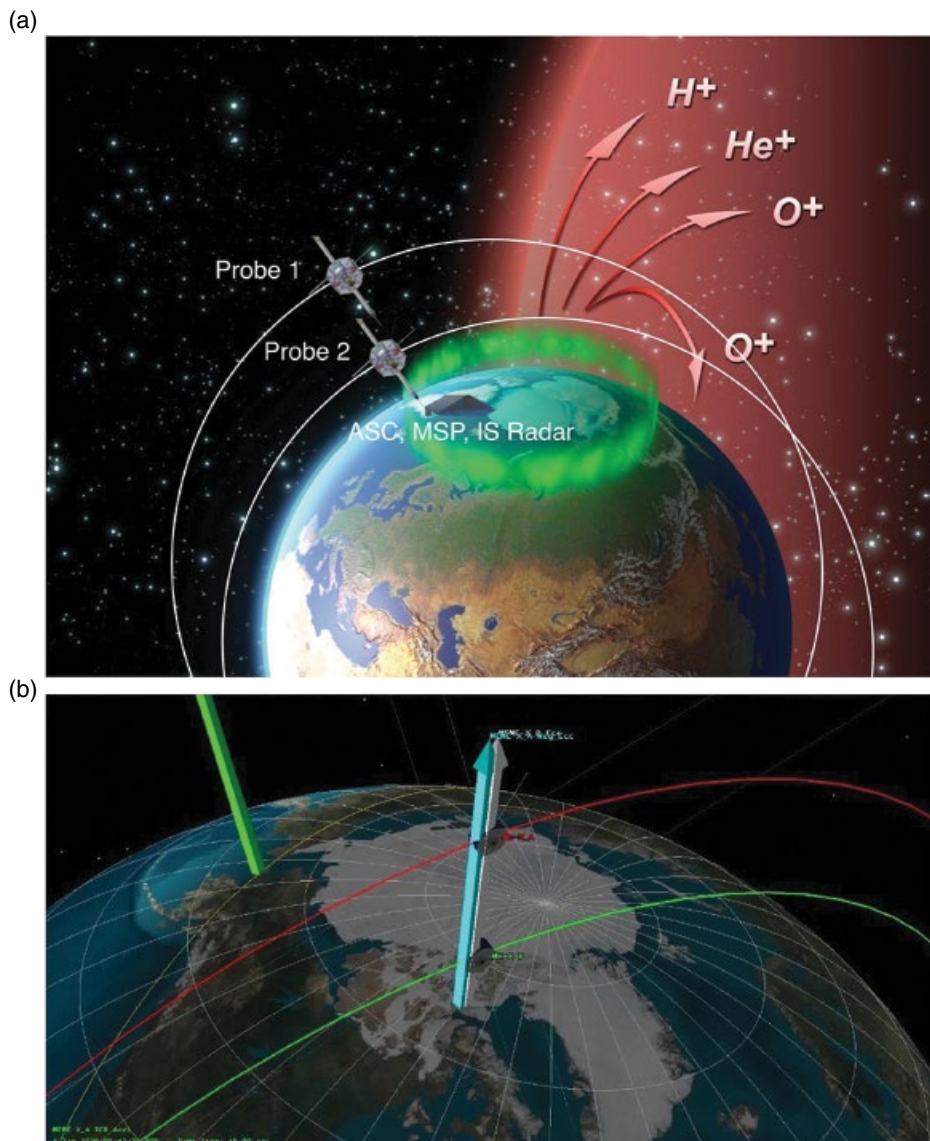 (a)
H+
He+
O+
Probe 1
O+
Probe 2
ASC, MSP, IS Radar
(b)